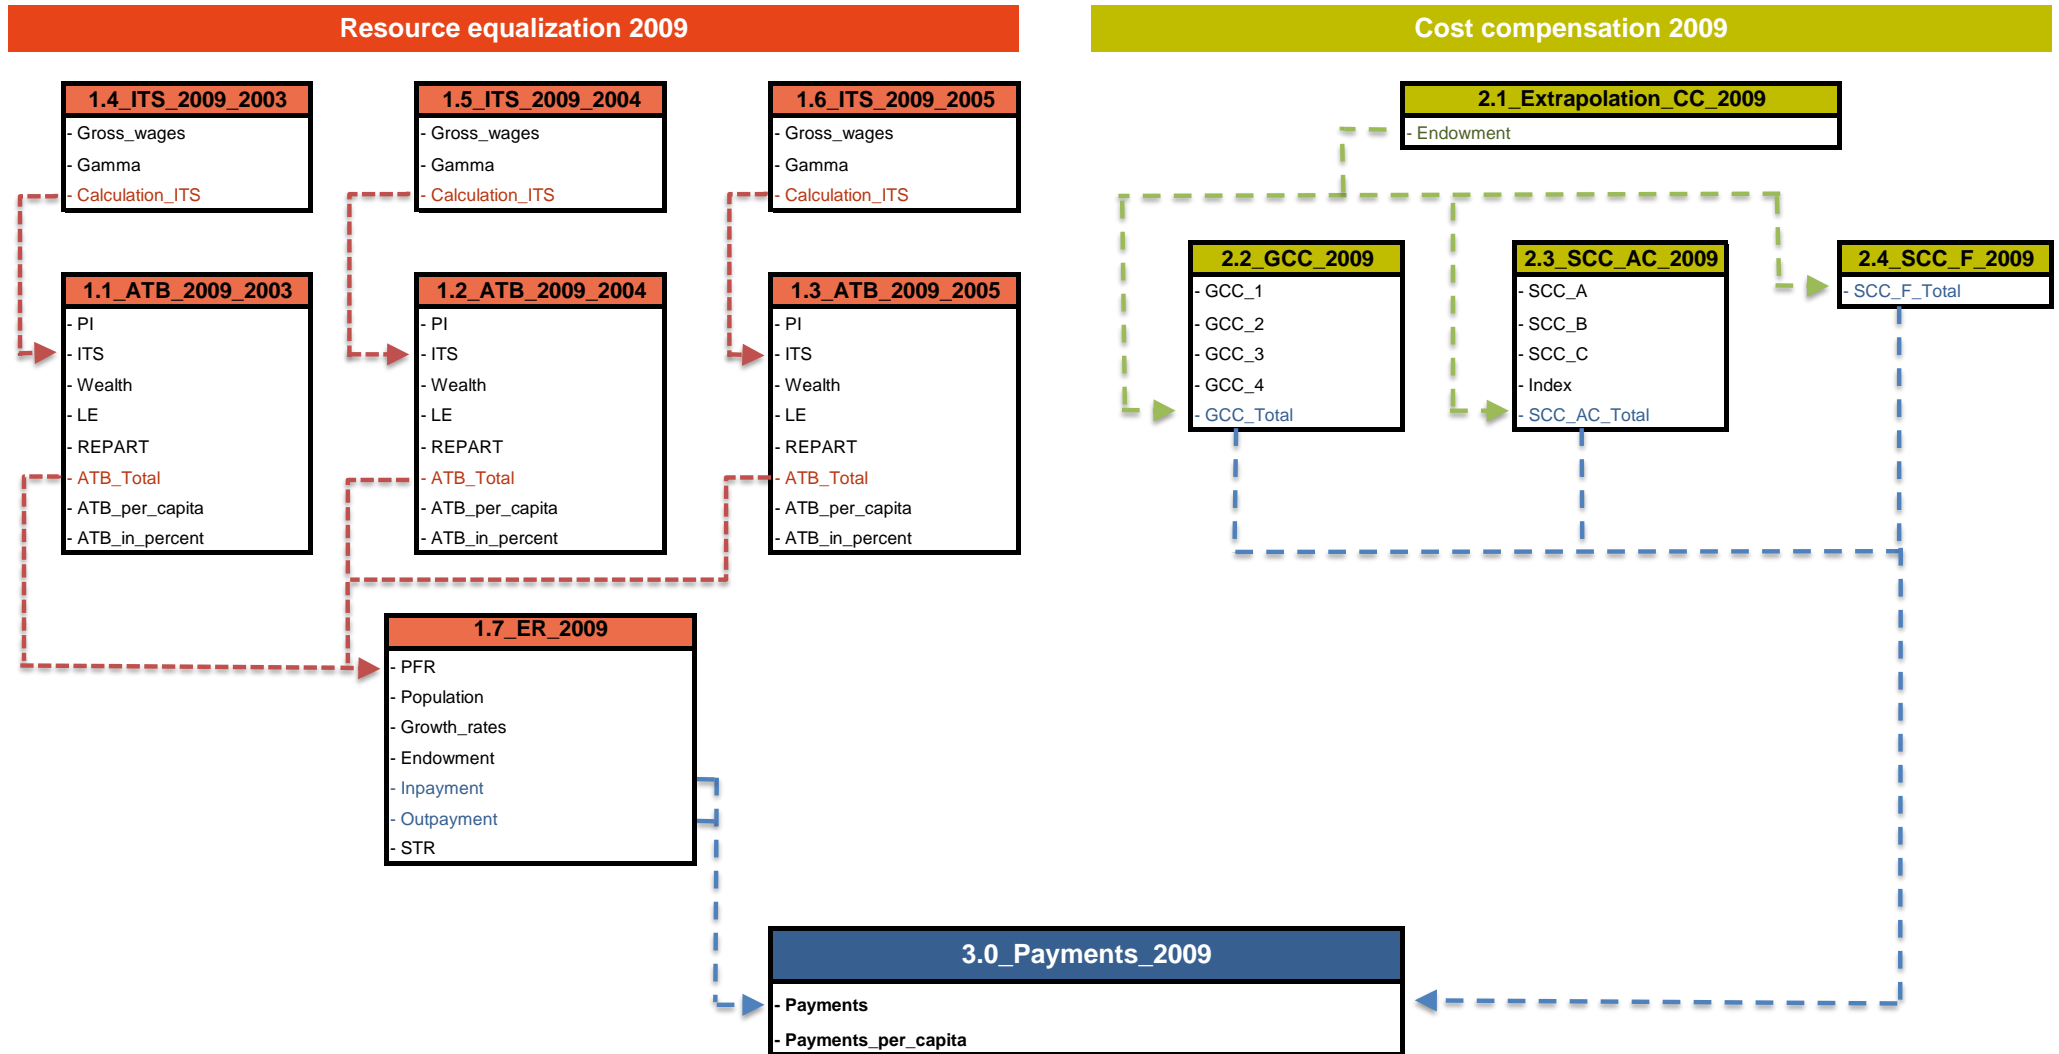 Resource equalization 2009
Cost compensation 2009
1.4_ITS_2009_2003
- Gross_wages
- Gamma
- Calculation_ITS
1.5_ITS_2009_2004
- Gross_wages
- Gamma
- Calculation_ITS
1.6_ITS_2009_2005
- Gross_wages
- Gamma
- Calculation_ITS
2.1_Extrapolation_CC_2009
- Endowment
1.1_ATB_2009_2003
- PI
- ITS
- Wealth
- LE
- REPART
- ATB_Total
- ATB_per_capita
- ATB_in_percent
1.2_ATB_2009_2004
- PI
- ITS
- Wealth
- LE
- REPART
- ATB_Total
- ATB_per_capita
- ATB_in_percent
1.3_ATB_2009_2005
- PI
- ITS
- Wealth
- LE
- REPART
- ATB_Total
- ATB_per_capita
- ATB_in_percent
2.2_GCC_2009
- GCC_1
- GCC_2
- GCC_3
- GCC_4
- GCC_Total
2.3_SCC_AC_2009
- SCC_A
- SCC_B
- SCC_C
- Index
- SCC_AC_Total
2.4_SCC_F_2009
- SCC_F_Total
1.7_ER_2009
- PFR
- Population
- Growth_rates
- Endowment
- Inpayment
- Outpayment
- STR
3.0_Payments_2009
- Payments
- Payments_per_capita